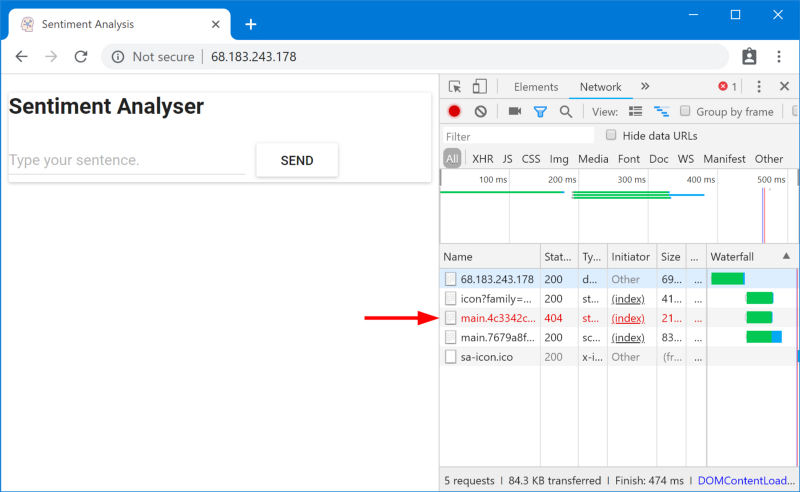 Sentiment Analysis
Not secure | 68.183.243.178
Elements Network 1
View: Group by frame
Filter Hide data URLs
All XHR JS CSS Img Media Font Doc WS Manifest Other
100 ms 200 ms 300 ms 400 ms 500 ms
Sentiment Analyser
Type your sentence. SEND
Name Stat... Ty... Initiator Size ... Waterfall
68.183.243.178 200 d... Other 69... ...
icon?family=... 200 st... (index) 41... ...
main.4c3342c... 404 st... (index) 21... ...
main.7679a8f... 200 sc... (index) 83... ...
sa-icon.ico 200 x-i... Other (fr... ...
5 requests | 84.3 KB transferred | Finish: 474 ms | DOMContentLoad...